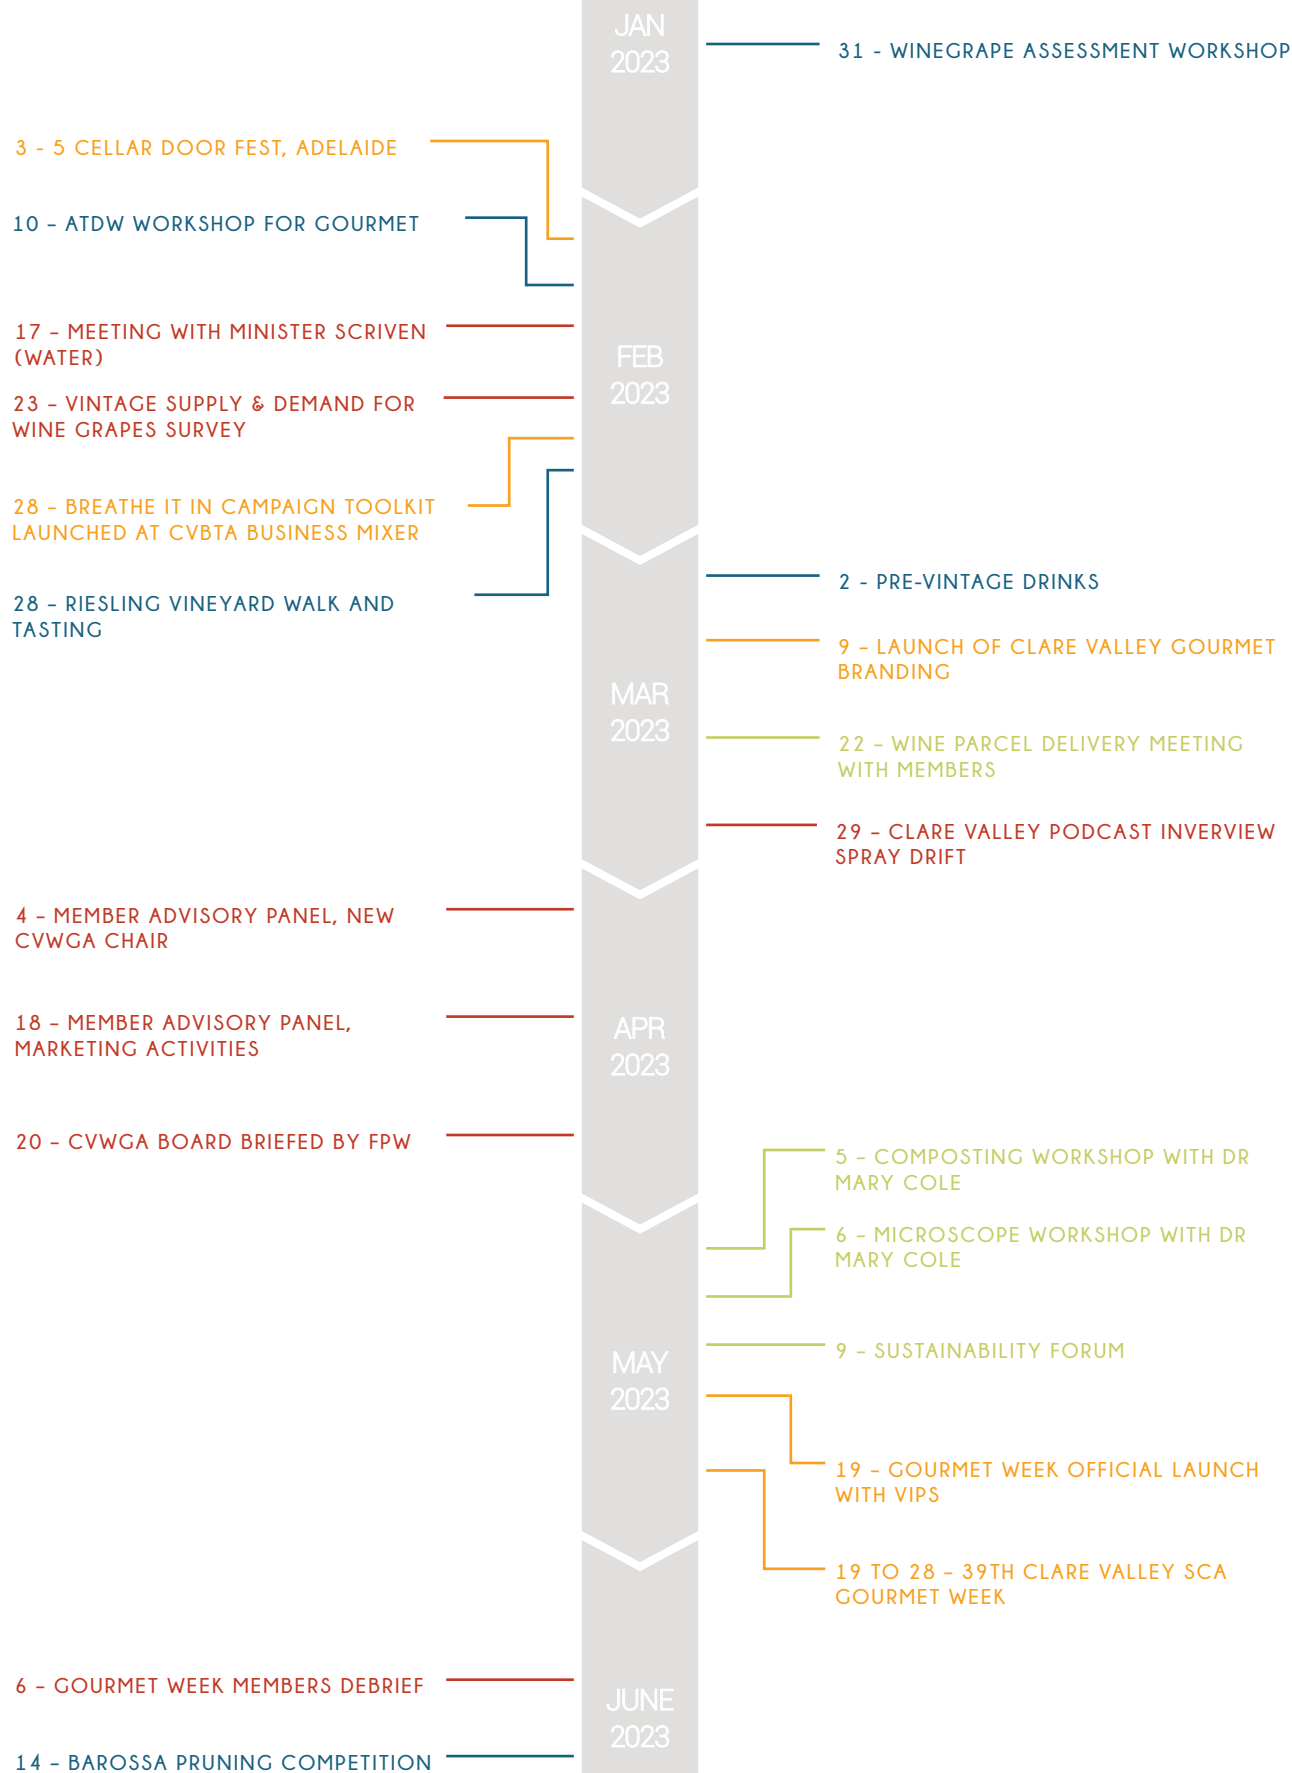 JAN
2023
31 - WINEGRAPE ASSESSMENT WORKSHOP
3 - 5 CELLAR DOOR FEST, ADELAIDE
10 – ATDW WORKSHOP FOR GOURMET
17 – MEETING WITH MINISTER SCRIVEN
(WATER)
FEB
2023
23 – VINTAGE SUPPLY & DEMAND FOR
WINE GRAPES SURVEY
28 – BREATHE IT IN CAMPAIGN TOOLKIT
LAUNCHED AT CVBTA BUSINESS MIXER
28 – RIESLING VINEYARD WALK AND
TASTING
2 - PRE-VINTAGE DRINKS
9 – LAUNCH OF CLARE VALLEY GOURMET
BRANDING
MAR
2023
22 – WINE PARCEL DELIVERY MEETING
WITH MEMBERS
29 – CLARE VALLEY PODCAST INVERVIEW
SPRAY DRIFT
4 – MEMBER ADVISORY PANEL, NEW
CVWGA CHAIR
18 – MEMBER ADVISORY PANEL,
MARKETING ACTIVITIES
APR
2023
20 – CVWGA BOARD BRIEFED BY FPW
5 – COMPOSTING WORKSHOP WITH DR
MARY COLE
6 – MICROSCOPE WORKSHOP WITH DR
MARY COLE
9 – SUSTAINABILITY FORUM
MAY
2023
19 – GOURMET WEEK OFFICIAL LAUNCH
WITH VIPS
19 TO 28 – 39TH CLARE VALLEY SCA
GOURMET WEEK
6 – GOURMET WEEK MEMBERS DEBRIEF
JUNE
2023
14 – BAROSSA PRUNING COMPETITION